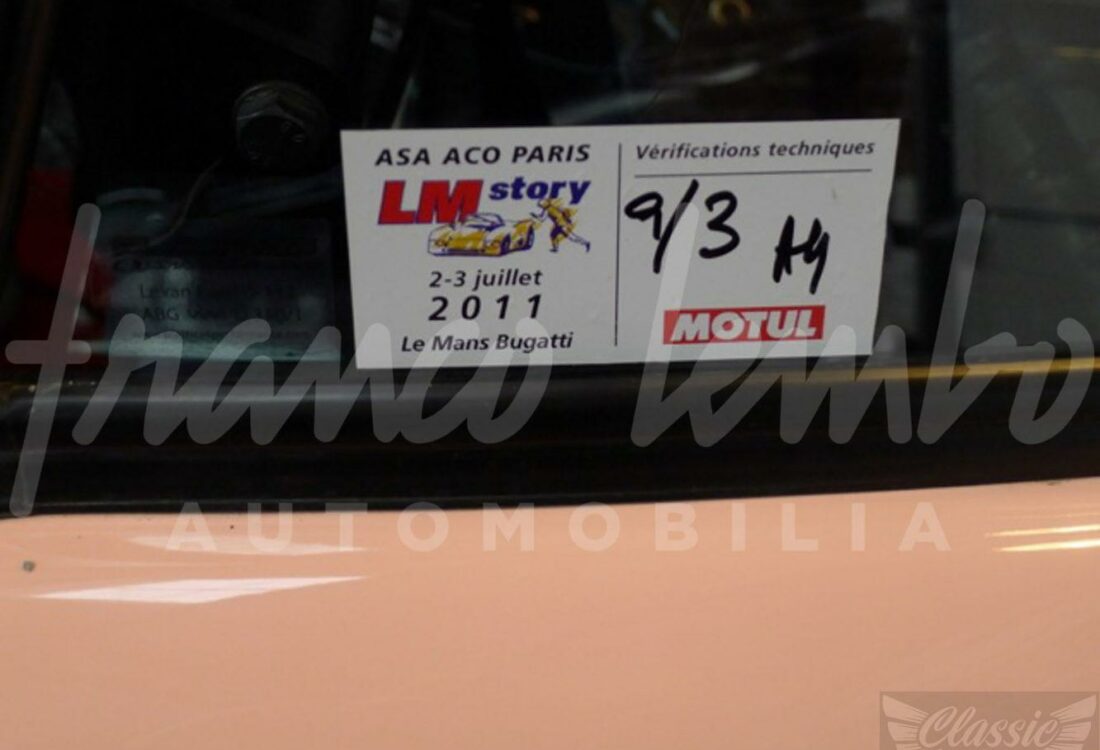 ASA ACO PARIS
LM story
2-3 juillet
2011
Le Mans Bugatti
Vérifications techniques
9/3 A4
MOTUL
franco lembo
AUTOMOBILIA
Classic